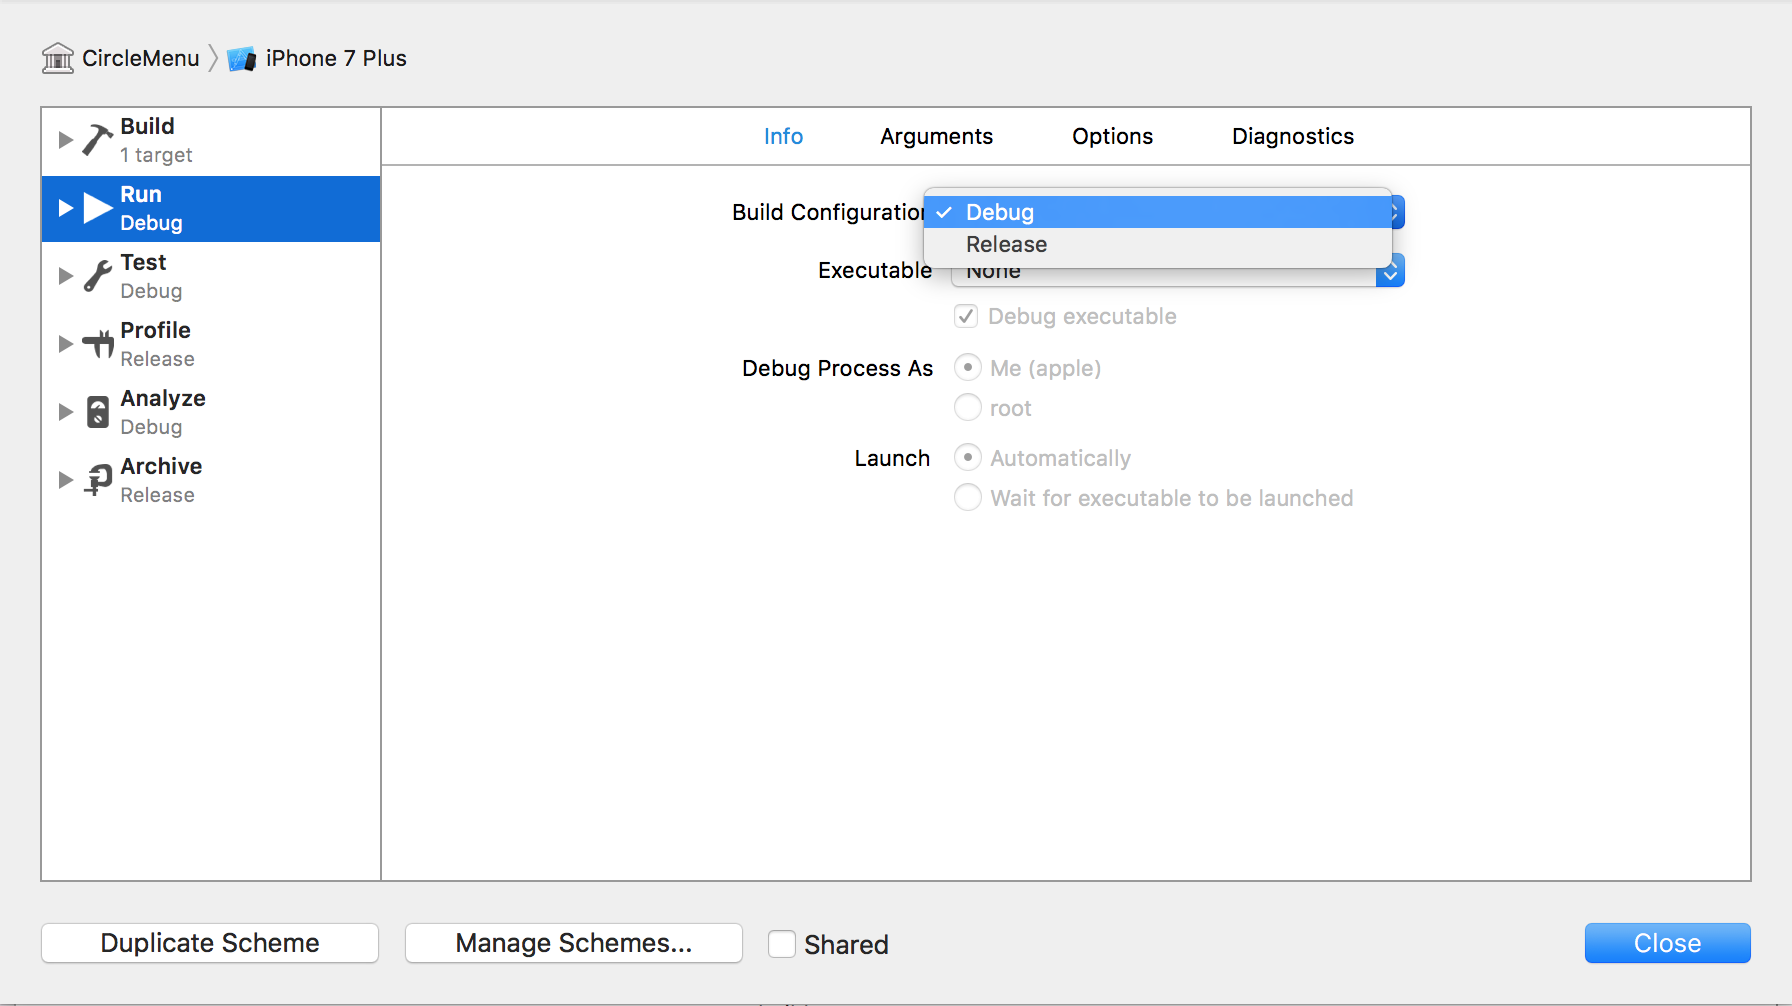 CircleMenu iPhone 7 Plus
Build
1 target
Run
Debug
Test
Debug
Profile
Release
Analyze
Debug
Archive
Release
Info Arguments Options Diagnostics
Build Configuration Debug
Release
Executable None
Debug executable
Debug Process As Me (apple)
root
Launch Automatically
Wait for executable to be launched
Duplicate Scheme Manage Schemes... Shared Close